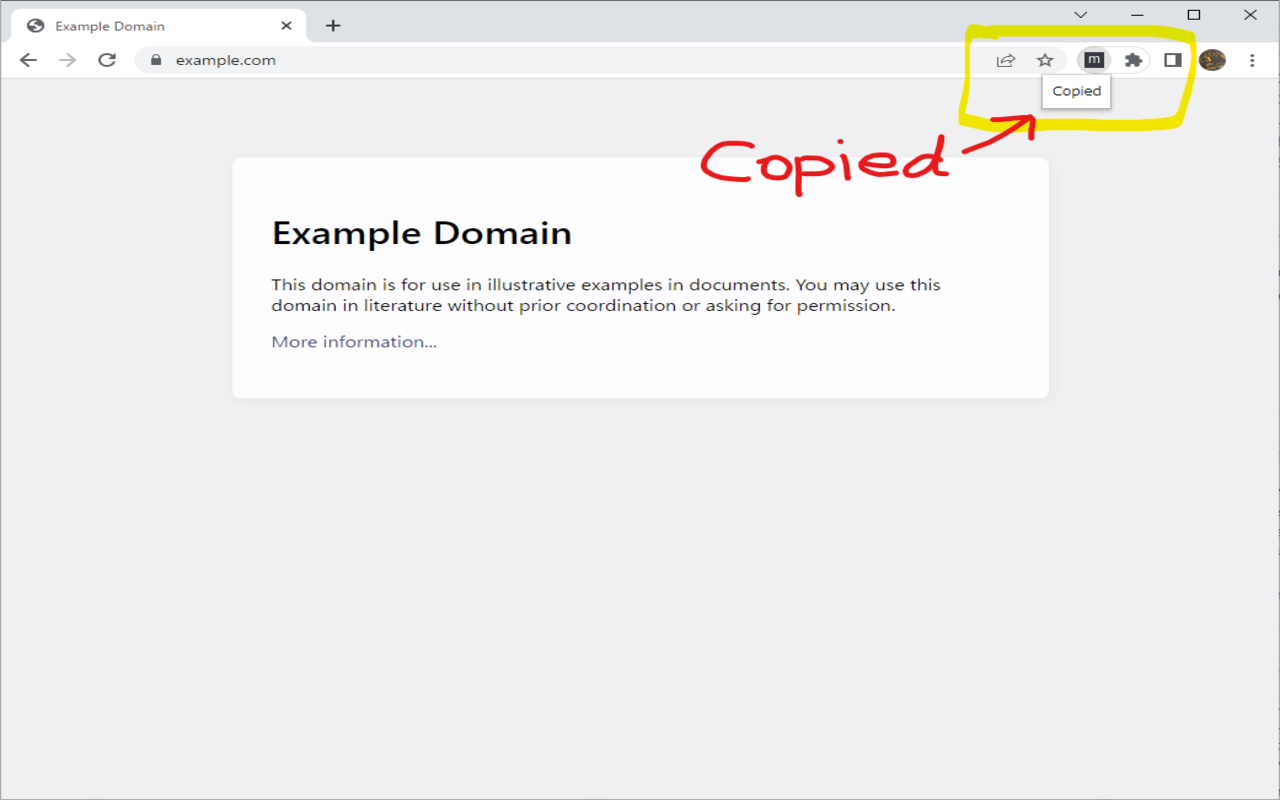 Example Domain
example.com
m
Copied
Copied
Example Domain
This domain is for use in illustrative examples in documents. You may use this
domain in literature without prior coordination or asking for permission.
More information...